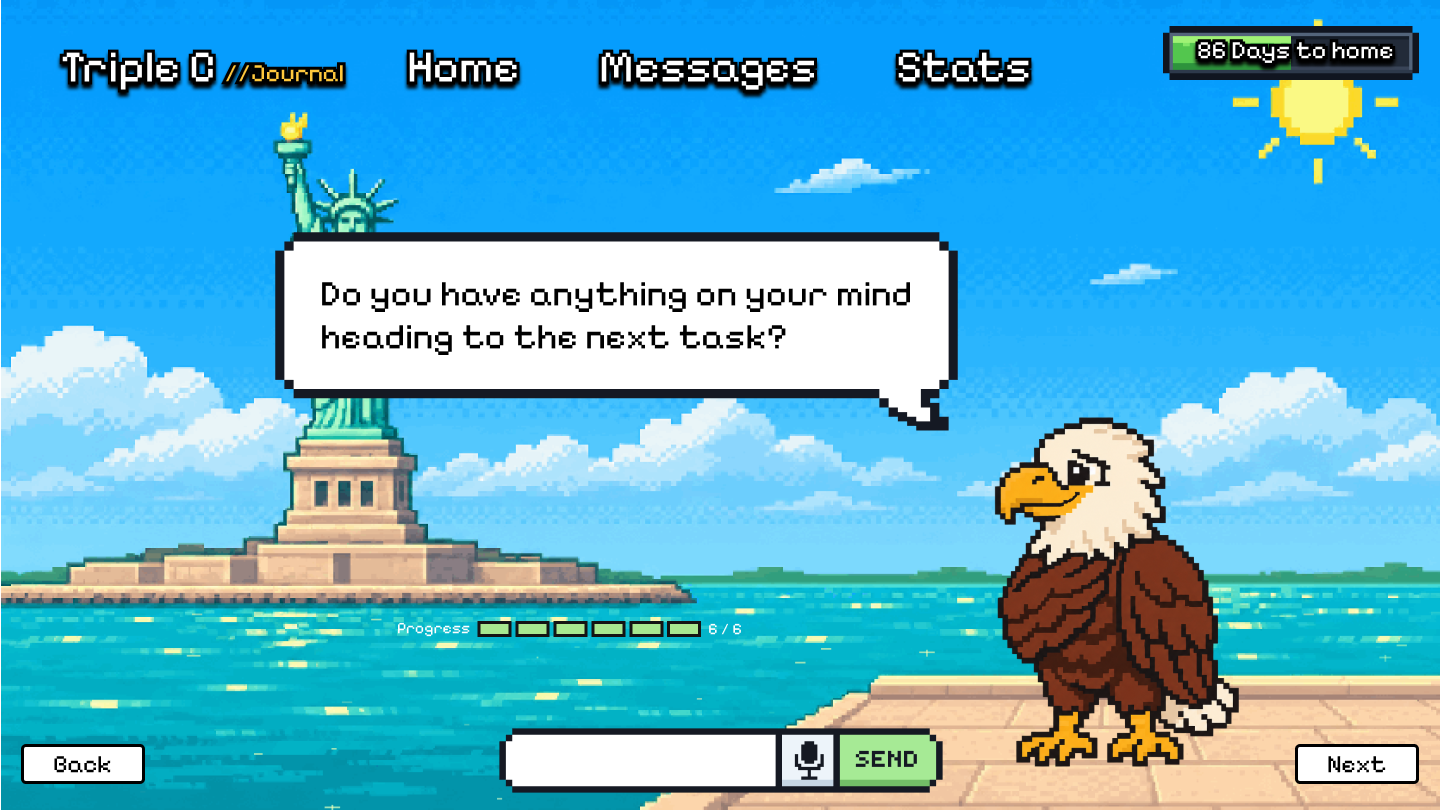 Triple C //Journal
Home
Messages
Stats
86 Days to home
Do you have anything on your mind
heading to the next task?
Progress 6/6
Back
SEND
Next